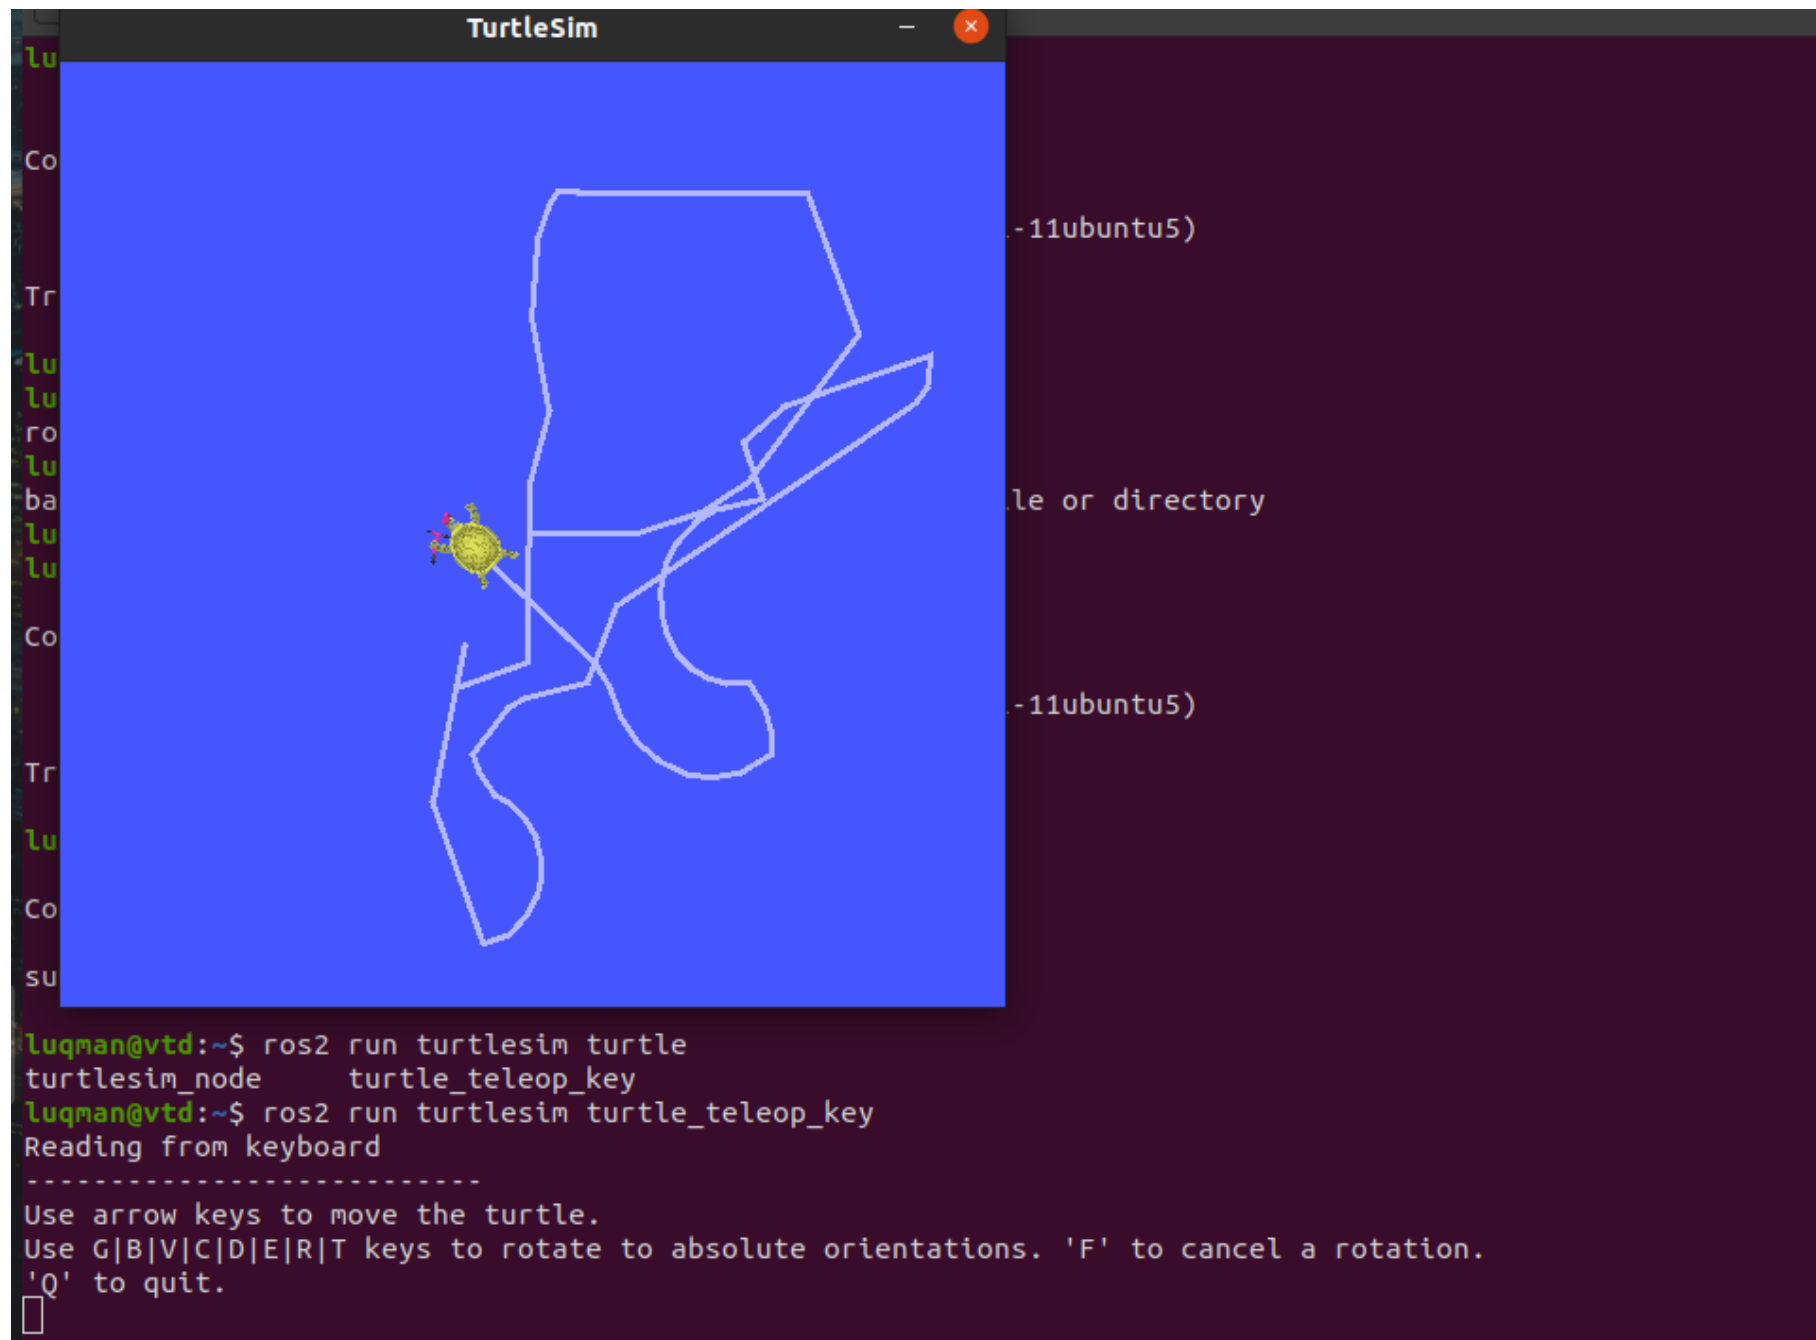 TurtleSim
lu
Co
-11ubuntu5)
Tr
lu
lu
ro
lu
ba le or directory
lu
lu
Co
-11ubuntu5)
Tr
lu
Co
su
luqman@vtd:~$ ros2 run turtlesim turtle
turtlesim_node     turtle_teleop_key
luqman@vtd:~$ ros2 run turtlesim turtle_teleop_key
Reading from keyboard
---------------------------
Use arrow keys to move the turtle.
Use G|B|V|C|D|E|R|T keys to rotate to absolute orientations. 'F' to cancel a rotation.
'Q' to quit.